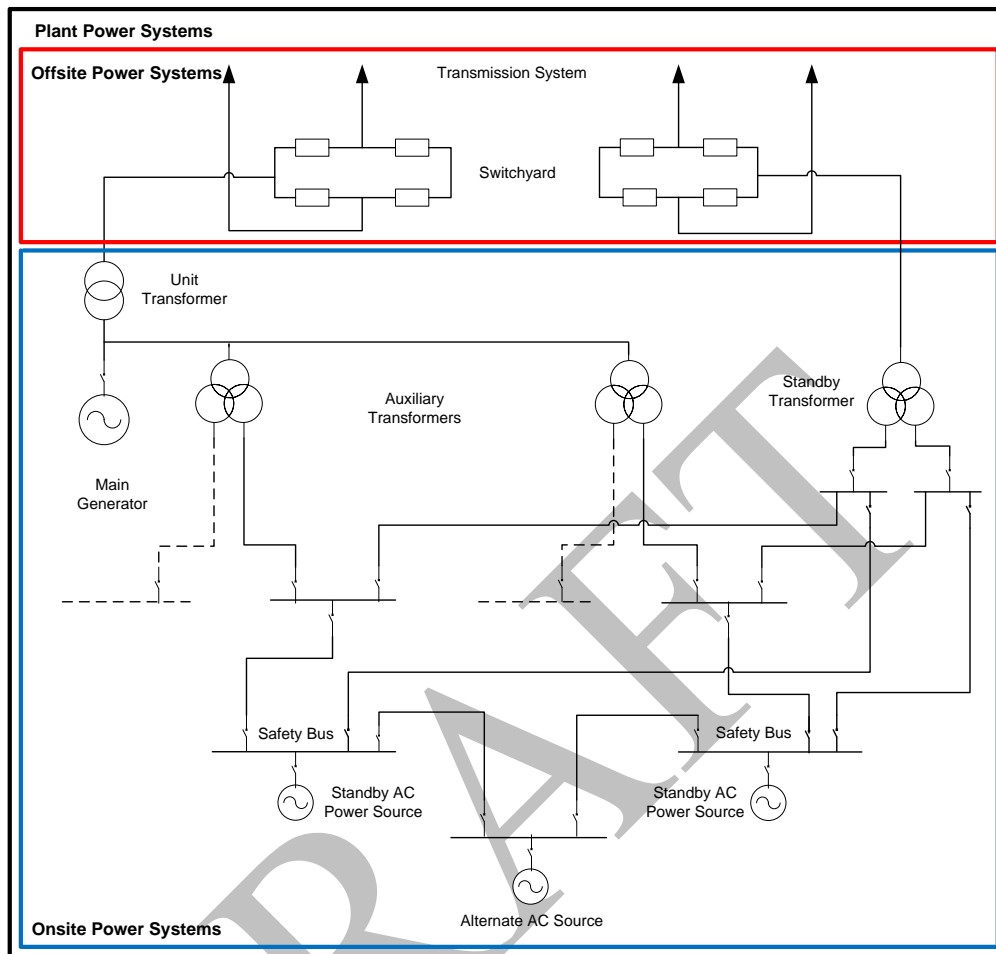 Plant Power Systems
Offsite Power Systems
Transmission System
Switchyard
Unit
Transformer
Auxiliary
Transformers
Standby
Transformer
Main
Generator
Safety Bus
Safety Bus
Standby AC
Power Source
Standby AC
Power Source
Alternate AC Source
Onsite Power Systems
DRAFT